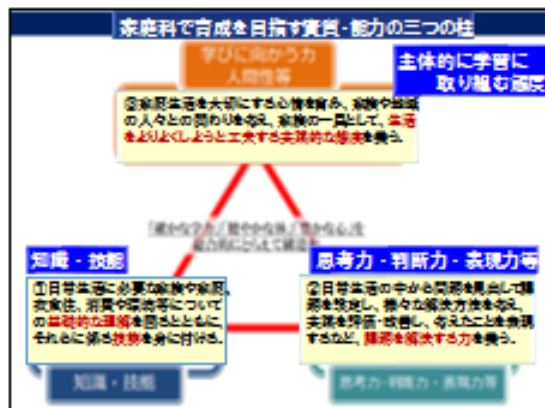 家庭科で育成を目指す資質・能力の三つの柱
学びに向かう力
人間性等
主体的に学習に
取り組む態度
③家庭生活を大切にする心情を育み、家族や地域
の人々との関わりを考え、家族の一員として、生活
をよりよくしようと工夫する実践的な態度を養う。
「確かな学力」「健やかな体」「豊かな心」を
総合的にとらえて構造化
知識・技能
①日常生活に必要な家族や家庭、
衣食住、消費や環境等について
の基礎的な理解を図るとともに、
それらに係る技能を身に付ける。
知識・技能
思考力・判断力・表現力等
②日常生活の中から問題を見出して課
題を設定し、様々な解決方法を考え、
実践を評価・改善し、考えたことを表現
するなど、課題を解決する力を養う。
思考力・判断力・表現力等